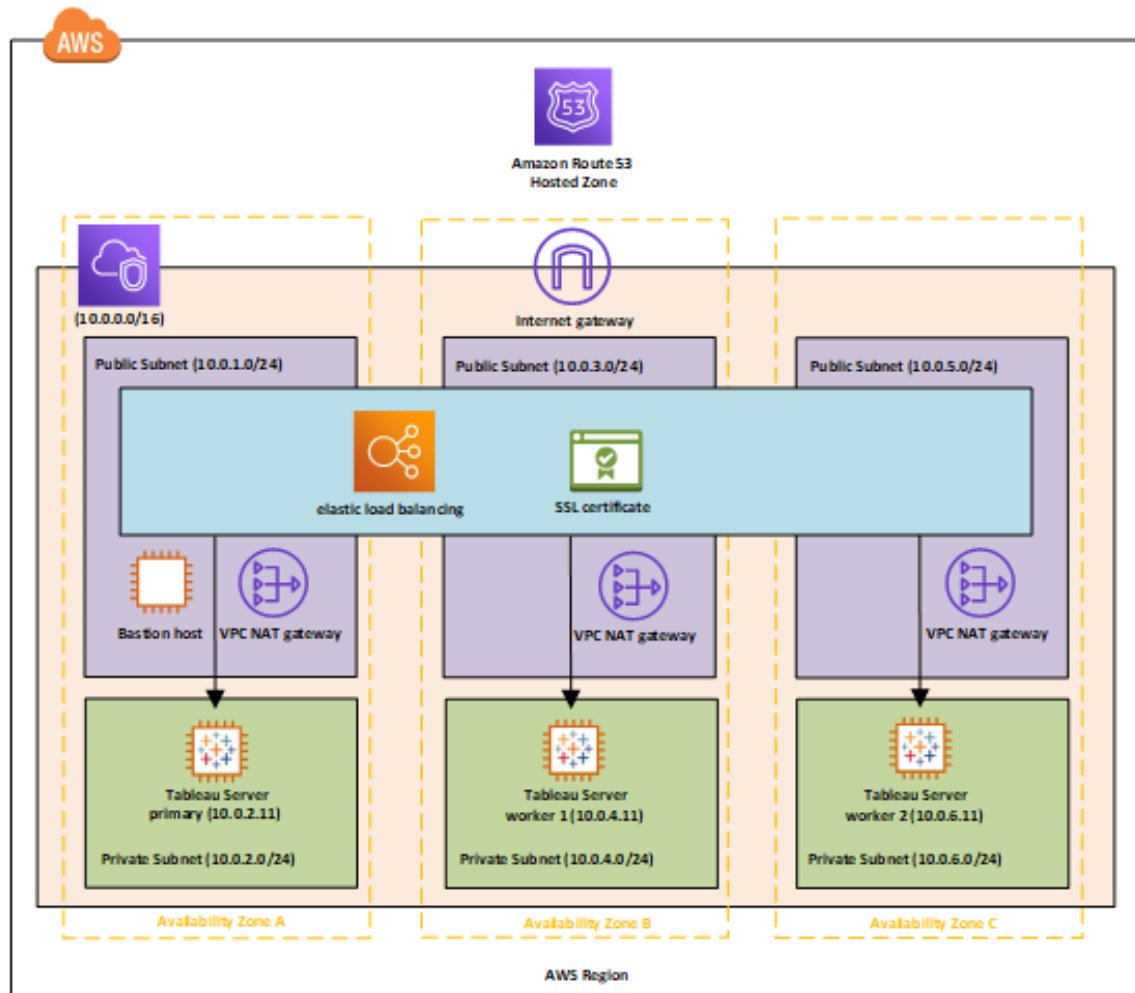 AWS
53
Amazon Route 53
Hosted Zone
(10.0.0.0/16)
Internet gateway
Public Subnet (10.0.1.0/24)
Public Subnet (10.0.3.0/24)
Public Subnet (10.0.5.0/24)
elastic load balancing
SSL certificate
Bastion host
VPC NAT gateway
VPC NAT gateway
VPC NAT gateway
Tableau Server
primary (10.0.2.11)
Tableau Server
worker 1 (10.0.4.11)
Tableau Server
worker 2 (10.0.6.11)
Private Subnet (10.0.2.0/24)
Private Subnet (10.0.4.0/24)
Private Subnet (10.0.6.0/24)
Availability Zone A
Availability Zone B
Availability Zone C
AWS Region